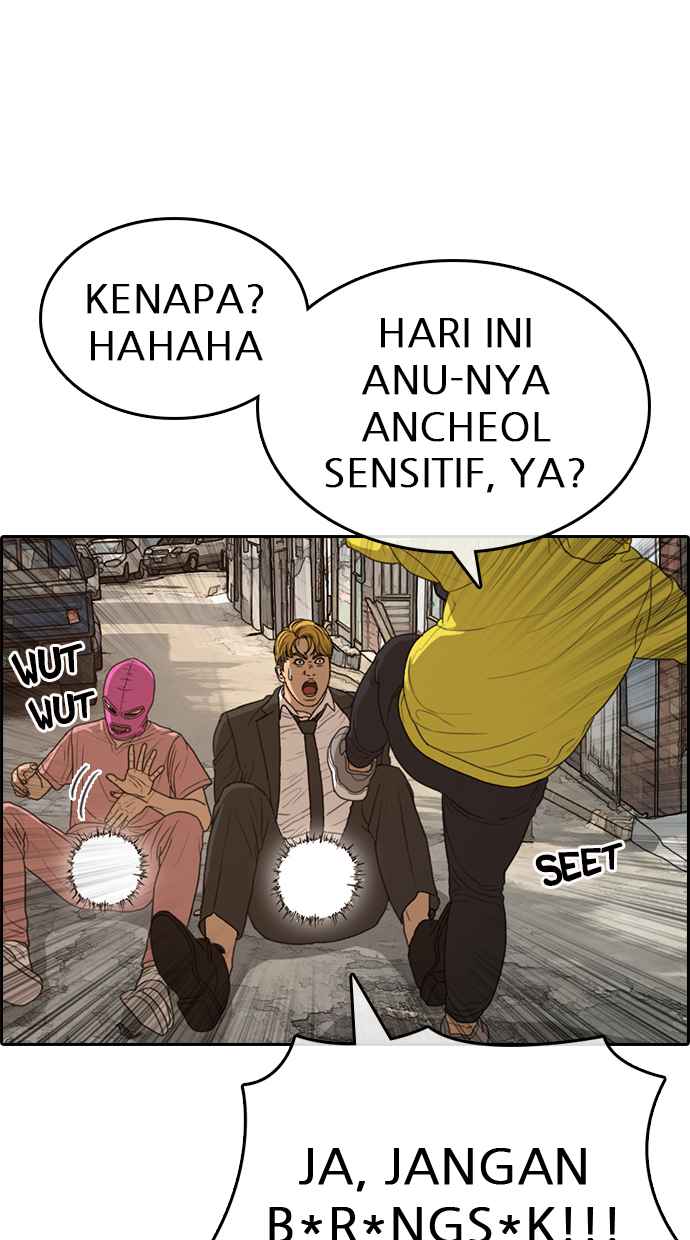 KENAPA?
HAHAHA
HARI INI
ANU-NYA
ANCHEOL
SENSITIF, YA?
WUT
WUT
SEET
JA, JANGAN
B*R*NGS*K!!!